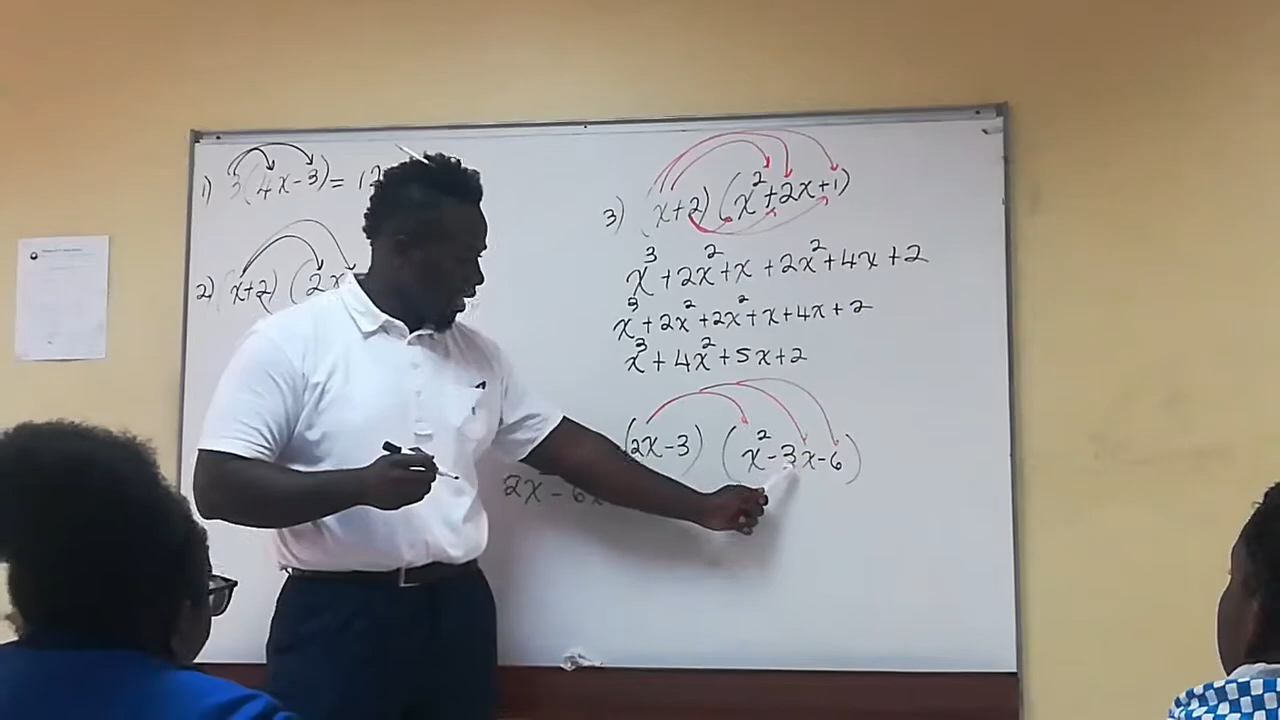 1) 3(4x-3) = 12
2) (x+2) (2x
3) (x+2) (x²+2x+1)
x³+2x²+x+2x²+4x+2
x³+2x²+2x²+x+4x+2
x³+4x²+5x+2
(2x-3) (x²-3x-6)
2x - 6x